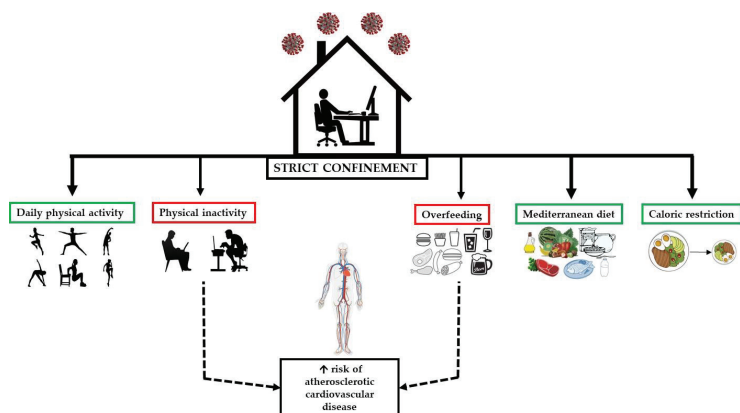 STRICT CONFINEMENT
Daily physical activity
Physical inactivity
Overfeeding
Mediterranean diet
Caloric restriction
↑ risk of
atherosclerotic
cardiovascular
disease